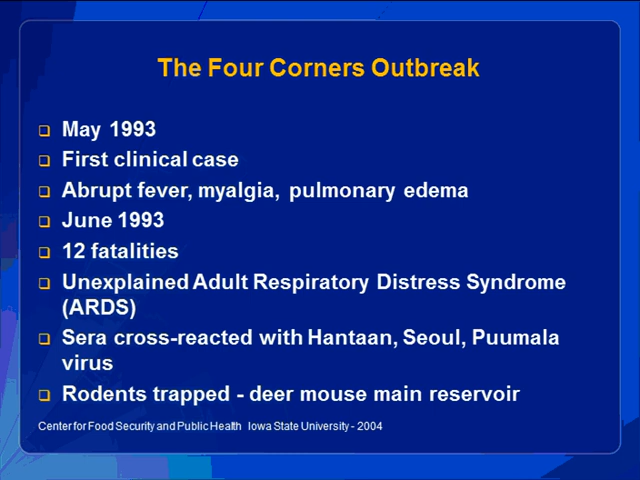 The Four Corners Outbreak
May 1993
First clinical case
Abrupt fever, myalgia, pulmonary edema
June 1993
12 fatalities
Unexplained Adult Respiratory Distress Syndrome
(ARDS)
Sera cross-reacted with Hantaan, Seoul, Puumala
virus
Rodents trapped - deer mouse main reservoir
Center for Food Security and Public Health Iowa State University - 2004